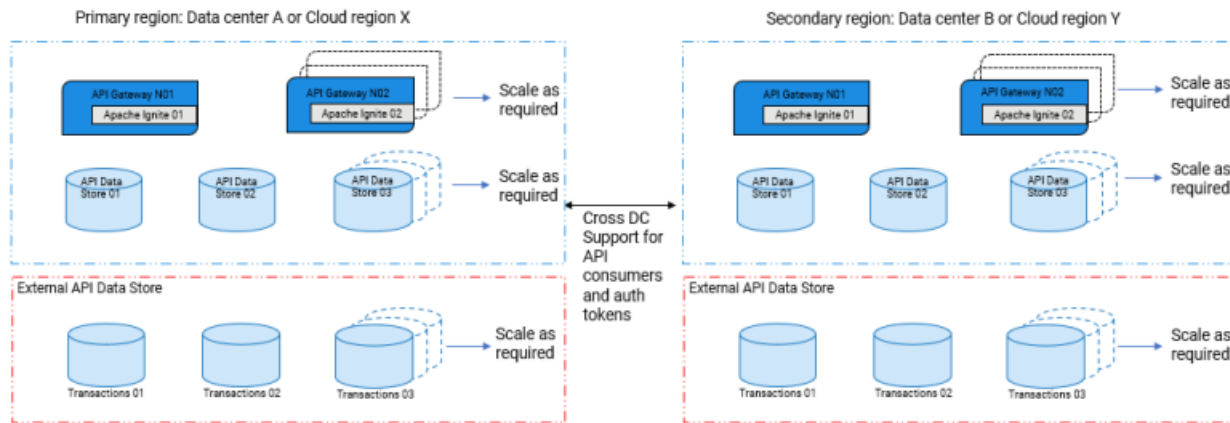 Primary region: Data center A or Cloud region X
API Gateway N01
Apache Ignite 01
API Gateway N02
Apache Ignite 02
Scale as
required
API Data
Store 01
API Data
Store 02
API Data
Store 03
Scale as
required
External API Data Store
Transactions 01
Transactions 02
Transactions 03
Scale as
required
Cross DC
Support for
API
consumers
and auth
tokens
Secondary region: Data center B or Cloud region Y
API Gateway N01
Apache Ignite 01
API Gateway N02
Apache Ignite 02
Scale as
required
API Data
Store 01
API Data
Store 02
API Data
Store 03
Scale as
required
External API Data Store
Transactions 01
Transactions 02
Transactions 03
Scale as
required